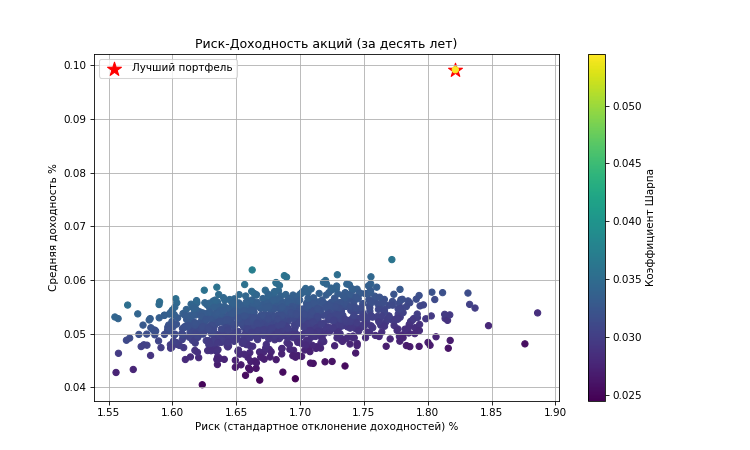 Риск-Доходность акций (за десять лет)
Лучший портфель
Средняя доходность %
0.10
0.09
0.08
0.07
0.06
0.05
0.04
1.55 1.60 1.65 1.70 1.75 1.80 1.85 1.90
Риск (стандартное отклонение доходностей) %
0.050
0.045
0.040
0.035
0.030
0.025
Коэффициент Шарпа